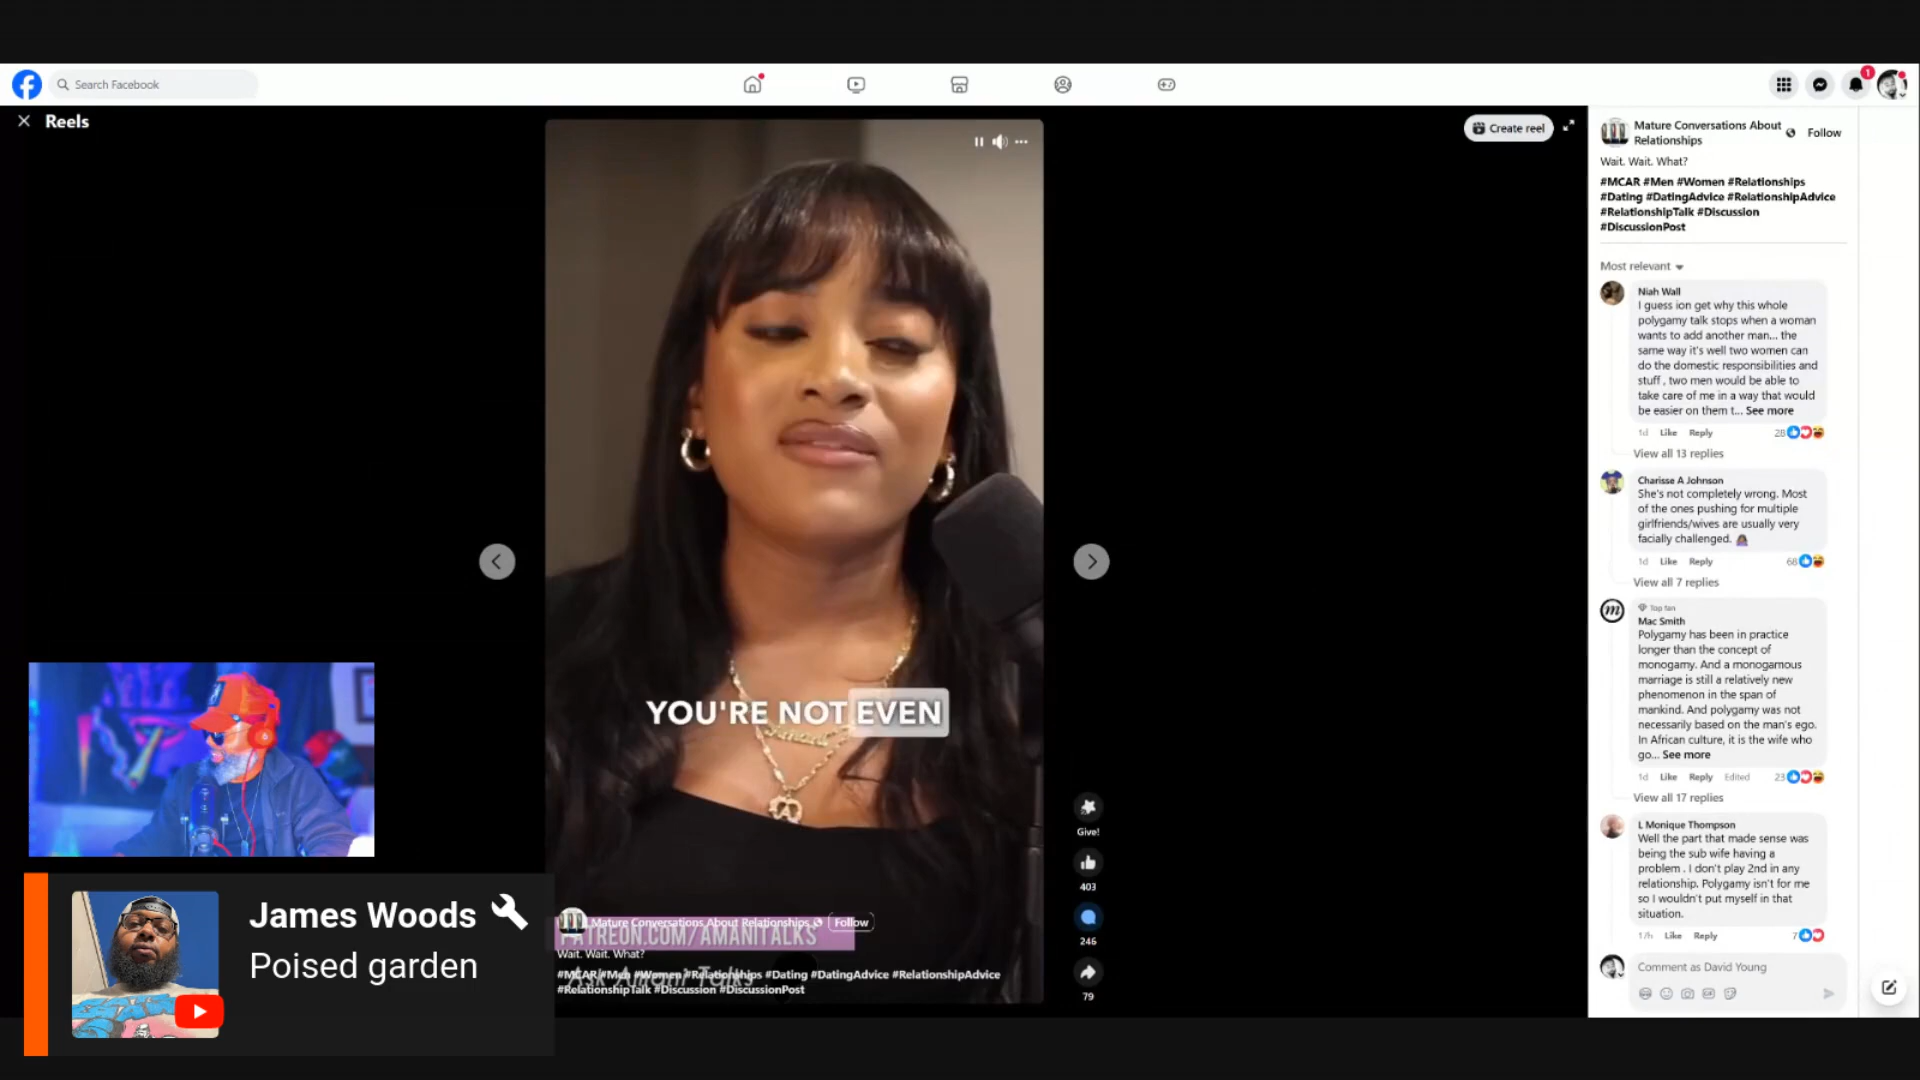 Search Facebook
1
Reels
Create reel
Mature Conversations About
Relationships
Follow
Wait. Wait. What?
#MCAR #Men #Women #Relationships
#Dating #DatingAdvice #RelationshipAdvice
#RelationshipTalk #Discussion
#DiscussionPost
Most relevant
Niah Wall
I guess ion get why this whole
polygamy talk stops when a woman
wants to add another man... the
same way it's well two women can
do the domestic responsibilities and
stuff , two men would be able to
take care of me in a way that would
be easier on them t... See more
1d Like Reply 28
View all 13 replies
Charisse A Johnson
She's not completely wrong. Most
of the ones pushing for multiple
girlfriends/wives are usually very
facially challenged.
1d Like Reply 68
View all 7 replies
Top fan
Mac Smith
Polygamy has been in practice
longer than the concept of
monogamy. And a monogamous
marriage is still a relatively new
phenomenon in the span of
mankind. And polygamy was not
necessarily based on the man's ego.
In African culture, it is the wife who
go... See more
1d Like Reply Edited 23
View all 17 replies
L Monique Thompson
Well the part that made sense was
being the sub wife having a
problem . I don't play 2nd in any
relationship. Polygamy isn't for me
so I wouldn't put myself in that
situation.
17h Like Reply 7
Comment as David Young
YOU'RE NOT EVEN
Give!
403
246
79
Mature Conversations About Relationships
Follow
PATREON.COM/AMANITALKS
Wait. Wait. What?
Ask Amani Talks
#MCAR #Men #Women #Relationships #Dating #DatingAdvice #RelationshipAdvice
#RelationshipTalk #Discussion #DiscussionPost
James Woods
Poised garden